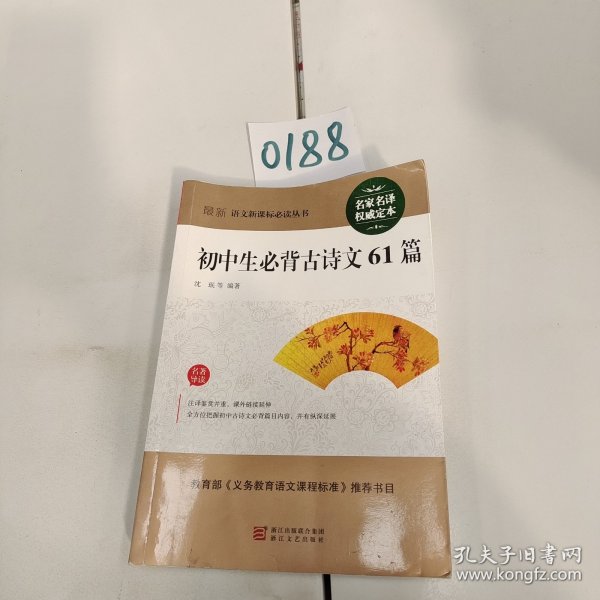 0188
最新 语文新课标必读丛书
名家名译
权威定本
初中生必背古诗文61篇
沈 琨 等 编著
名著
导读
注译鉴赏并重，课外链接延伸
全方位把握初中古诗文必背篇目内容，并有纵深延展
教育部《义务教育语文课程标准》推荐书目
浙江出版联合集团
浙江文艺出版社
孔夫子旧书网
www.kongfz.com